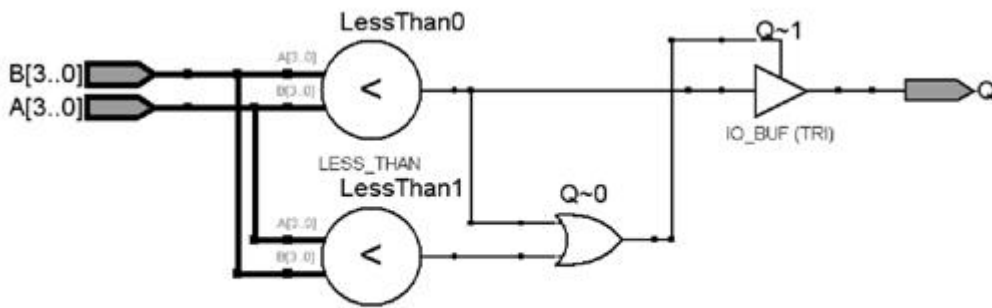 LessThan0
Q~1
A[3..0]
B[3..0]
B[3..0]
A[3..0]
<
Q
IO_BUF (TRI)
LESS_THAN
LessThan1
Q~0
A[3..0]
B[3..0]
<